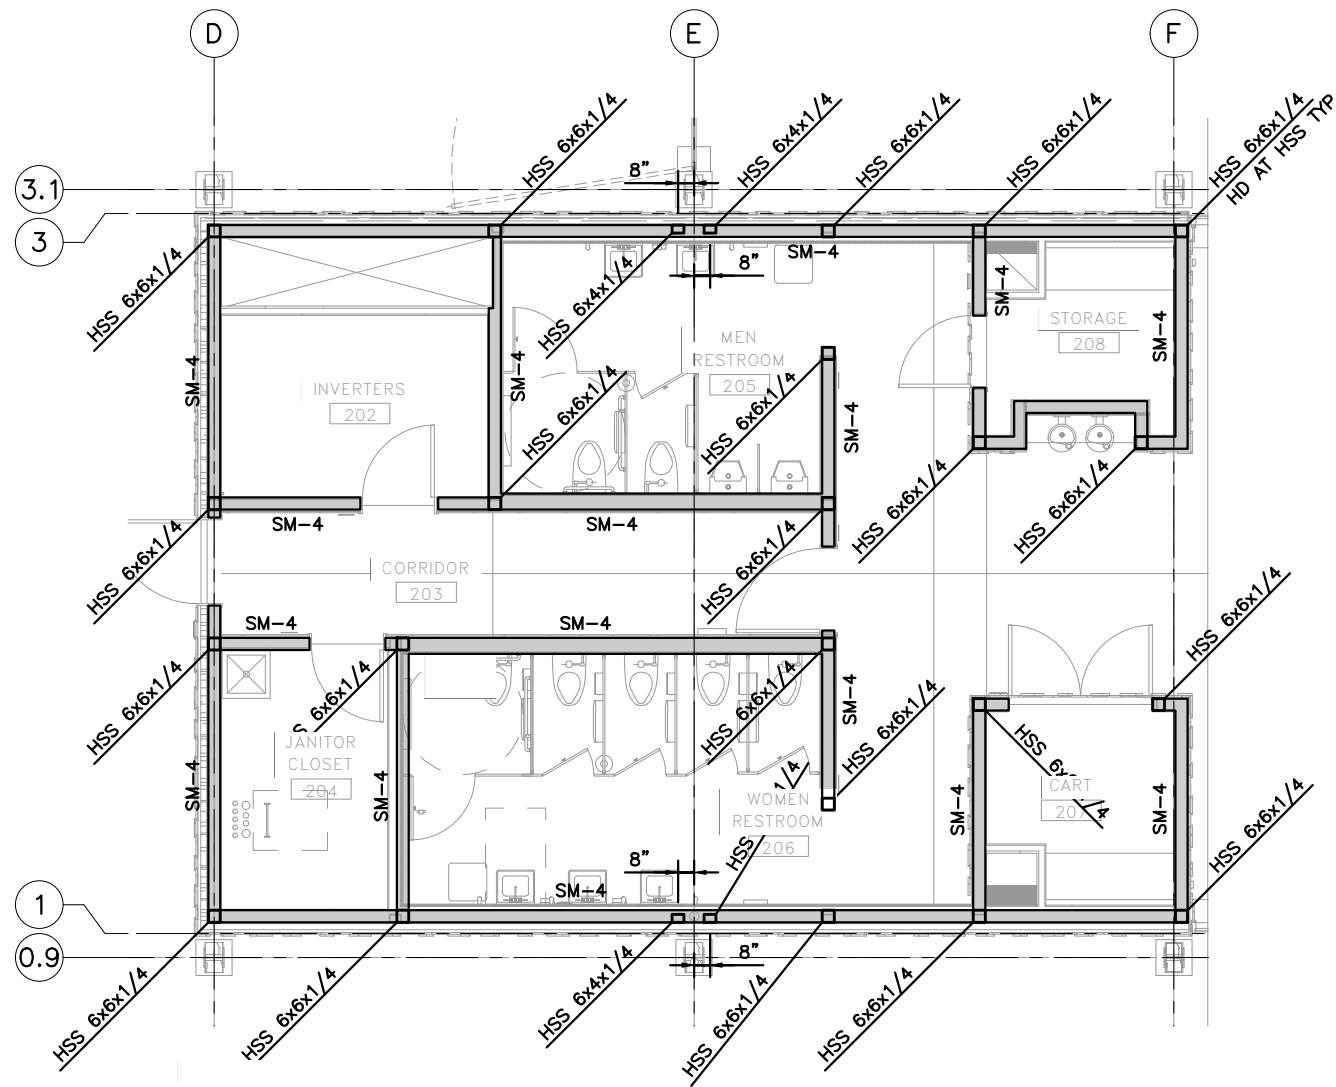 D
E
F
HSS 6x6x1/4
HSS 6x4x1/4
HSS 6x6x1/4
HSS 6x6x1/4
HSS 6x6x1/4
HD AT HSS TYP
3.1
8"
3
SM-4
8"
HSS 6x6x1/4
HSS 6x4x1/4
SM-4
STORAGE
208
SM-4
MEN
RESTROOM
205
SM-4
SM-4
INVERTERS
202
HSS 6x6x1/4
HSS 6x6x1/4
SM-4
HSS 6x6x1/4
HSS 6x6x1/4
SM-4
SM-4
HSS 6x6x1/4
HSS 6x6x1/4
CORRIDOR
203
HSS 6x6x1/4
SM-4
SM-4
HSS 6x6x1/4
S 6x6x1/4
HSS 6x6x1/4
SM-4
HSS 6x6x1/4
JANITOR
CLOSET
204
SM-4
SM-4
1/4
WOMEN
RESTROOM
206
HSS
SM-4
HSS 6x
/4
CART
207
SM-4
HSS 6x6x1/4
8"
SM-4
1
0.9
8"
HSS 6x6x1/4
HSS 6x6x1/4
HSS 6x4x1/4
HSS 6x6x1/4
HSS 6x6x1/4